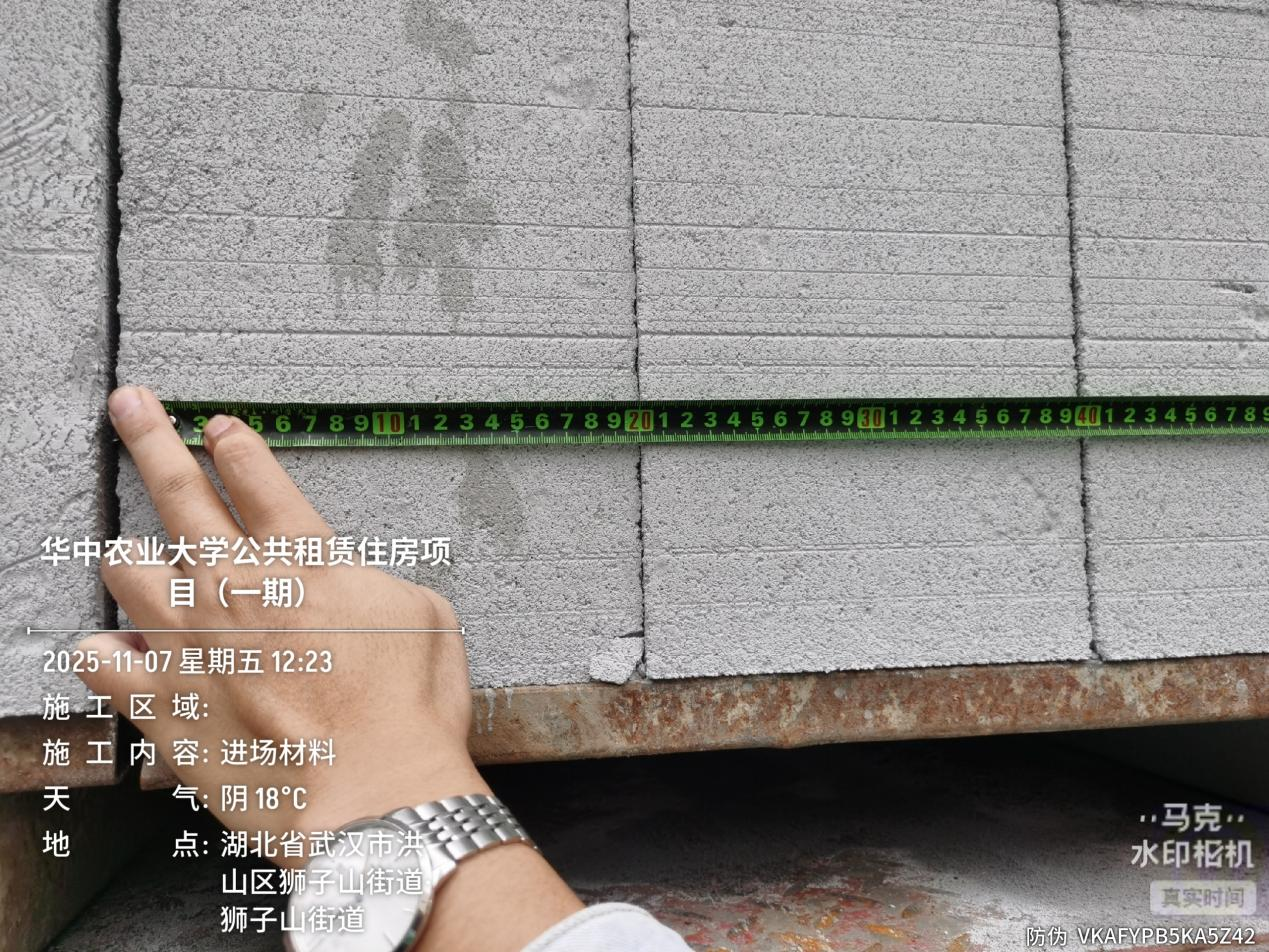 3 5 6 7 8 9 10 1 2 3 4 5 6 7 8 9 20 1 2 3 4 5 6 7 8 9 30 1 2 3 4 5 6 7 8 9 40 1 2 3 4 5 6 7 8 9
华中农业大学公共租赁住房项
目（一期）
2025-11-07 星期五 12:23
施工区域:
施工内容: 进场材料
天气: 阴 18°C
地点: 湖北省武汉市洪
山区狮子山街道
狮子山街道
马克
水印相机
真实时间
防伪 VKAFYPB5KA5Z42